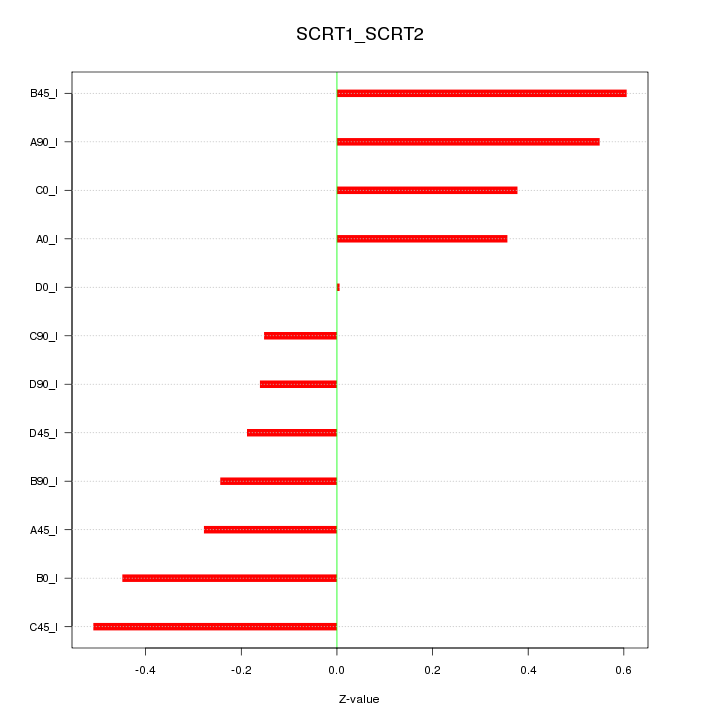 SCRT1_SCRT2
B45_I
A90_I
C0_I
A0_I
D0_I
C90_I
D90_I
D45_I
B90_I
A45_I
B0_I
C45_I
-0.4 -0.2 0.0 0.2 0.4 0.6
Z-value